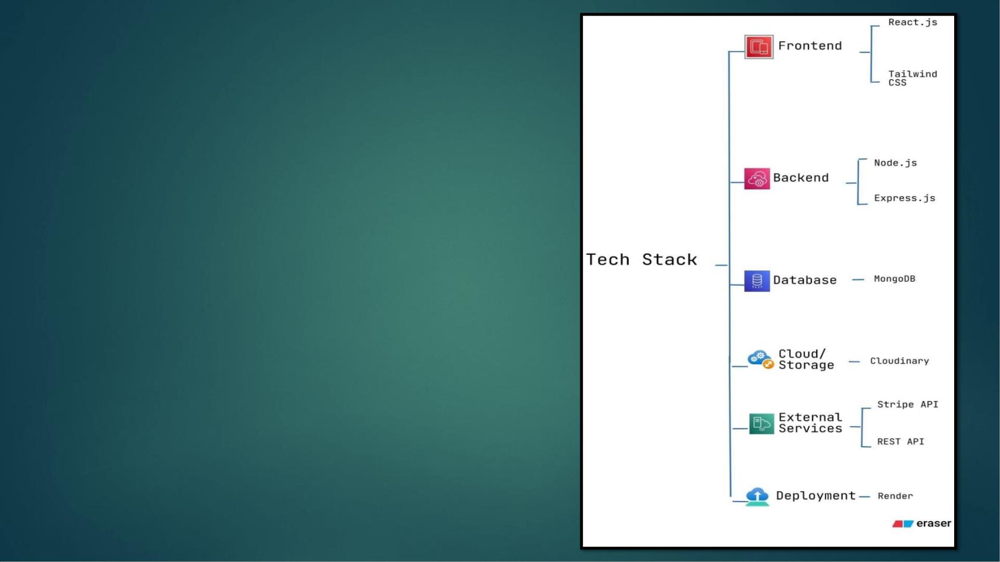 React.js
Frontend
Tailwind
CSS
Node.js
Backend
Express.js
Tech Stack
Database
MongoDB
Cloud/
Storage
Cloudinary
Stripe API
External
Services
REST API
Deployment
Render
eraser